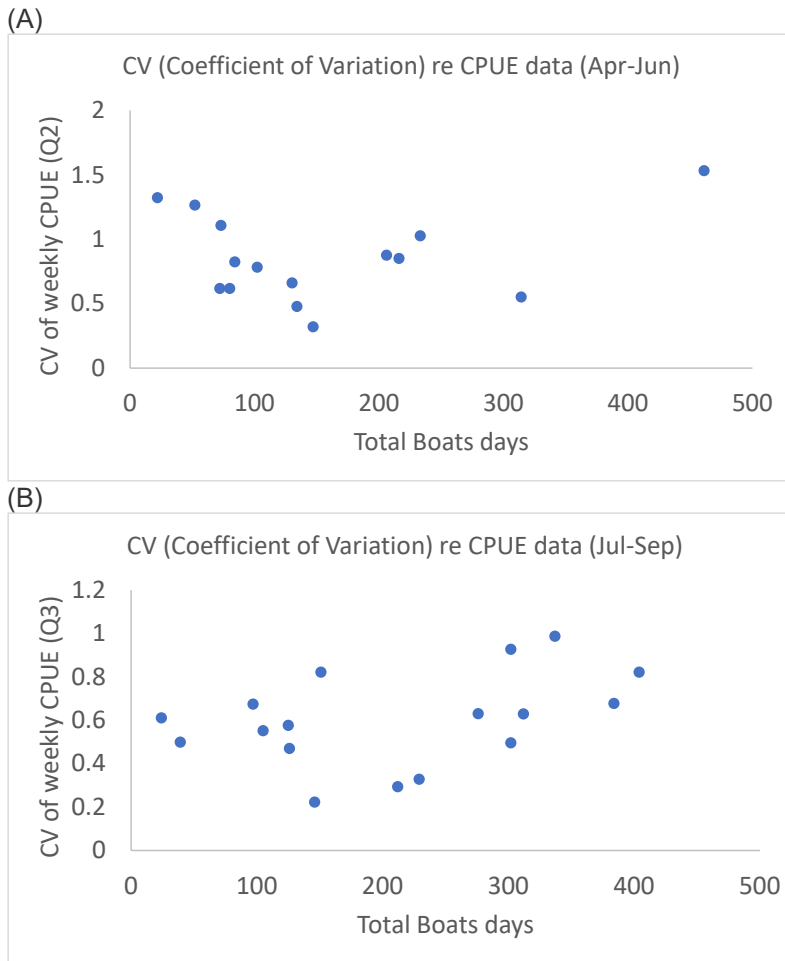 (A)
CV (Coefficient of Variation) re CPUE data (Apr-Jun)
CV of weekly CPUE (Q2)
2
1.5
1
0.5
0
0 100 200 300 400 500
Total Boats days
(B)
CV (Coefficient of Variation) re CPUE data (Jul-Sep)
CV of weekly CPUE (Q3)
1.2
1
0.8
0.6
0.4
0.2
0
0 100 200 300 400 500
Total Boats days